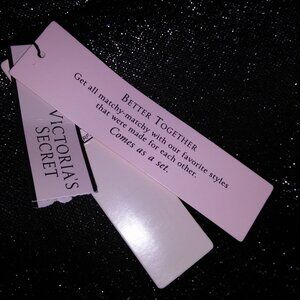 BETTER TOGETHER
Get all matchy-matchy with our favorite styles
that were made for each other.
Comes as a set.
VICTORIA'S
SECRET